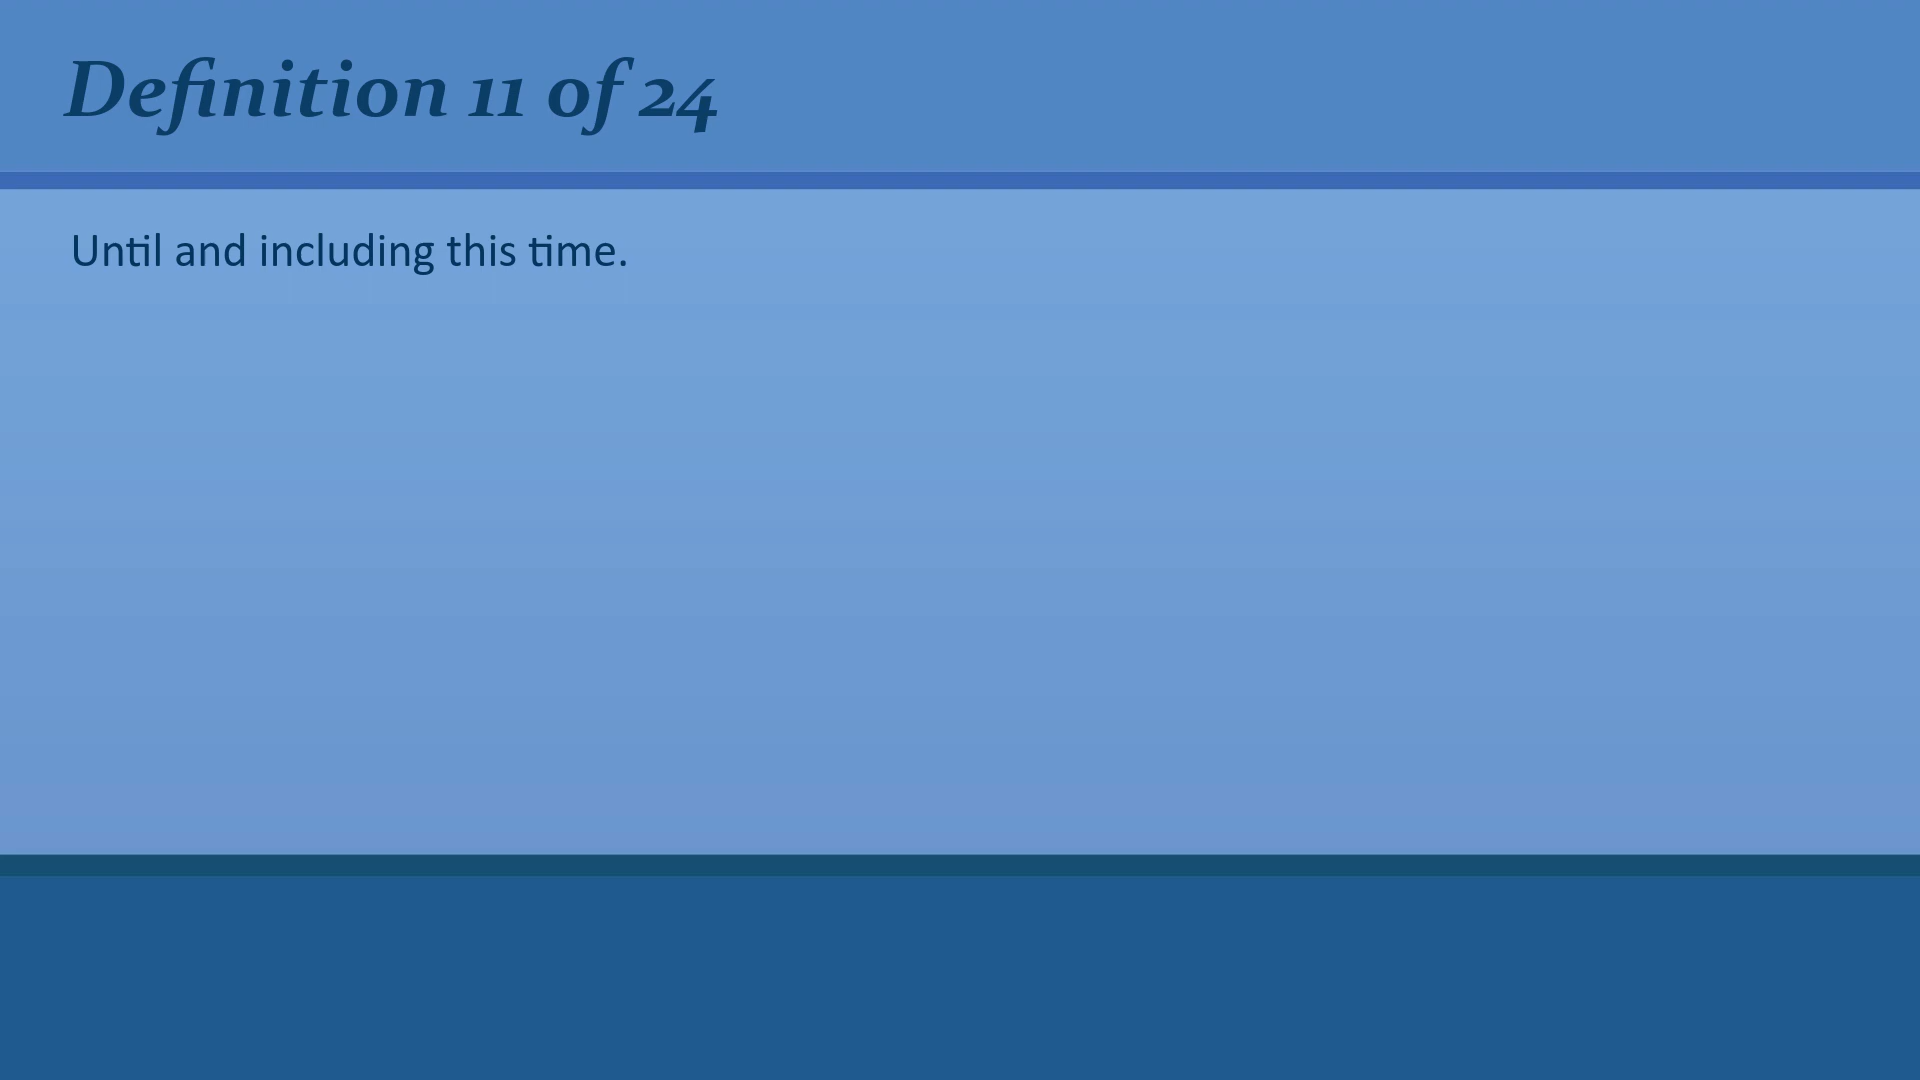 Definition 11 of 24
Until and including this time.